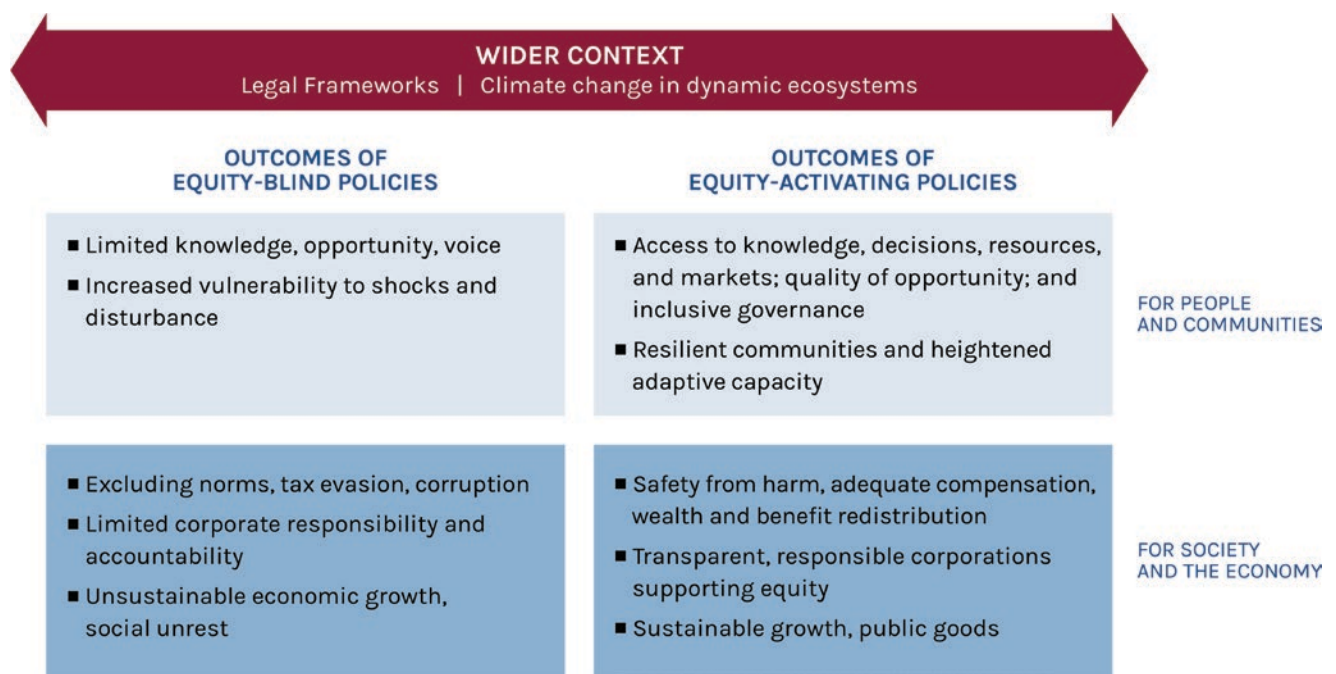 WIDER CONTEXT
Legal Frameworks | Climate change in dynamic ecosystems
OUTCOMES OF
EQUITY-BLIND POLICIES
OUTCOMES OF
EQUITY-ACTIVATING POLICIES
■ Limited knowledge, opportunity, voice
■ Increased vulnerability to shocks and
disturbance
■ Access to knowledge, decisions, resources,
and markets; quality of opportunity; and
inclusive governance
■ Resilient communities and heightened
adaptive capacity
FOR PEOPLE
AND COMMUNITIES
■ Excluding norms, tax evasion, corruption
■ Limited corporate responsibility and
accountability
■ Unsustainable economic growth,
social unrest
■ Safety from harm, adequate compensation,
wealth and benefit redistribution
■ Transparent, responsible corporations
supporting equity
■ Sustainable growth, public goods
FOR SOCIETY
AND THE ECONOMY